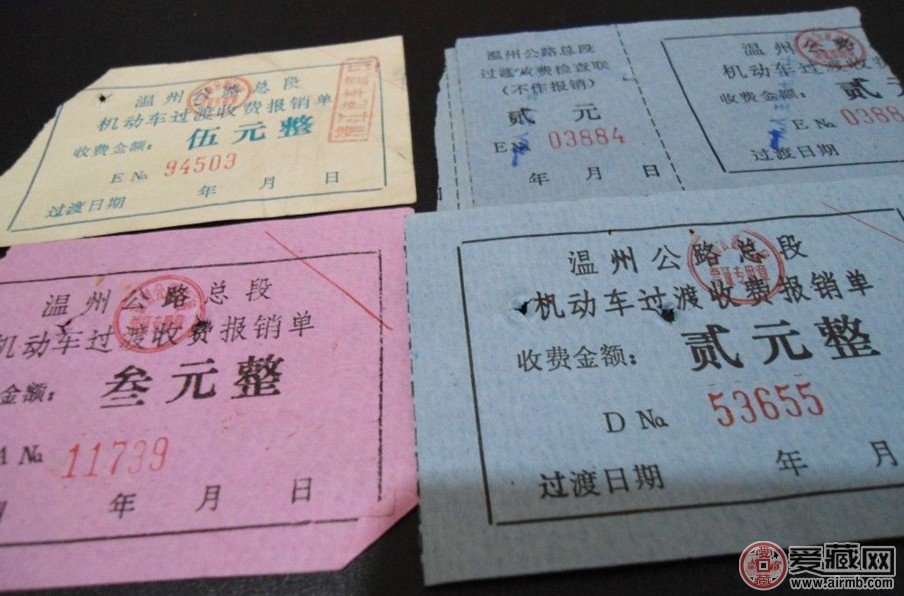 温州公路总段
机动车过渡收费报销单
收费金额：伍元整
E № 94503
年 月 日
过渡日期
温州公路总段
过渡收费检查联
(不作报销)
贰元
E № 03884
年 月 日
温州公路
机动车过渡收
收费金额：贰元
E № 0388
过渡日期
温州公路总段
机动车过渡收费报销单
金额：叁元整
A № 11739
年 月 日
温州公路总段
机动车过渡收费报销单
收费金额：贰元整
D № 53655
过渡日期 年 月
爱藏网
www.airmb.com